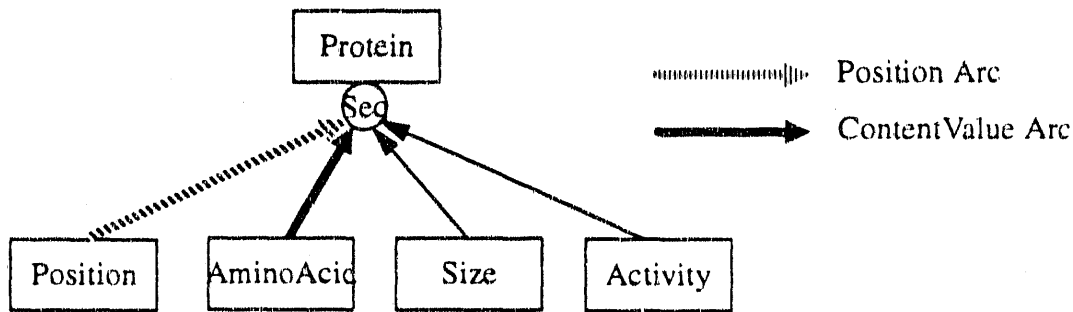 Protein
Seq
Position Arc
ContentValue Arc
Position
AminoAcid
Size
Activity